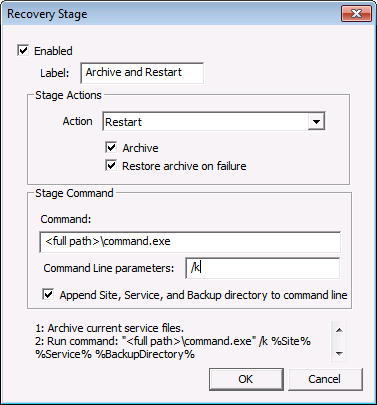 Recovery Stage
Enabled
Label: Archive and Restart
Stage Actions
Action Restart
Archive
Restore archive on failure
Stage Command
Command:
<full path>\command.exe
Command Line parameters: /k
Append Site, Service, and Backup directory to command line
1: Archive current service files.
2: Run command: "<full path>\command.exe" /k %Site%
%Service% %BackupDirectory%
OK Cancel